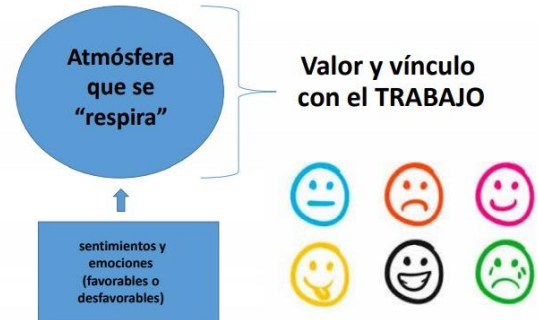 Atmósfera
que se
“respira”
Valor y vínculo
con el TRABAJO
sentimientos y
emociones
(favorables o
desfavorables)